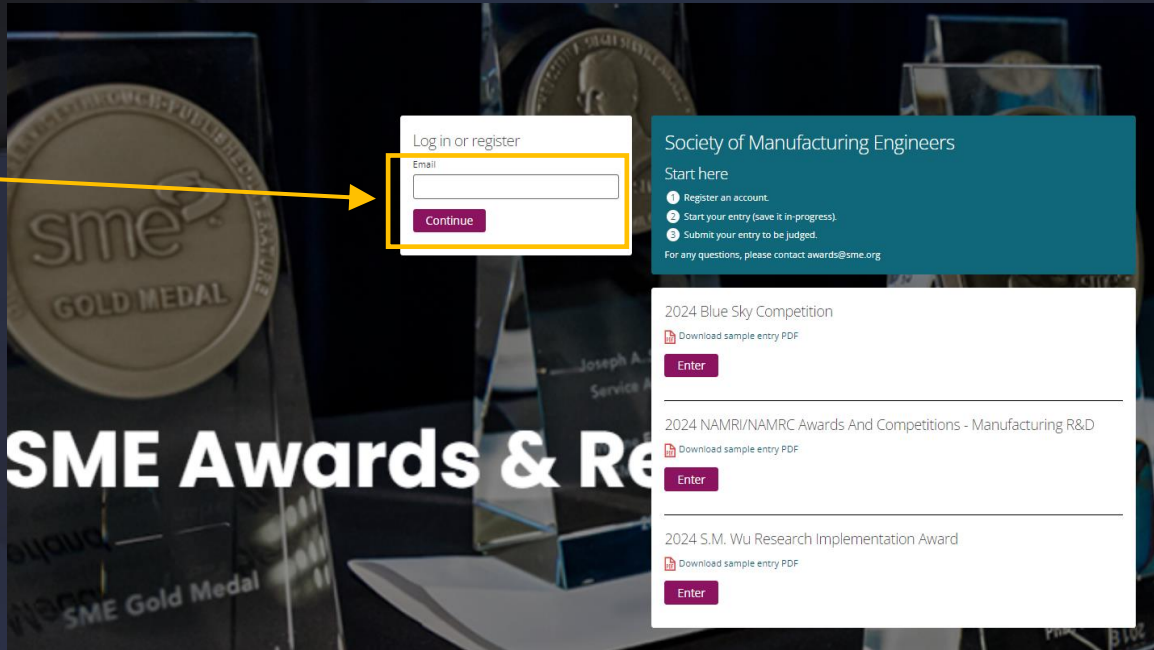 Log in or register
Email
Continue
Society of Manufacturing Engineers
Start here
1 Register an account.
2 Start your entry (save it in-progress).
3 Submit your entry to be judged.
For any questions, please contact awards@sme.org
2024 Blue Sky Competition
Download sample entry PDF
Enter
2024 NAMRI/NAMRC Awards And Competitions - Manufacturing R&D
Download sample entry PDF
Enter
2024 S.M. Wu Research Implementation Award
Download sample entry PDF
Enter
SME Awards & Re
sme
GOLD MEDAL
SME Gold Medal
Joseph A.
Service